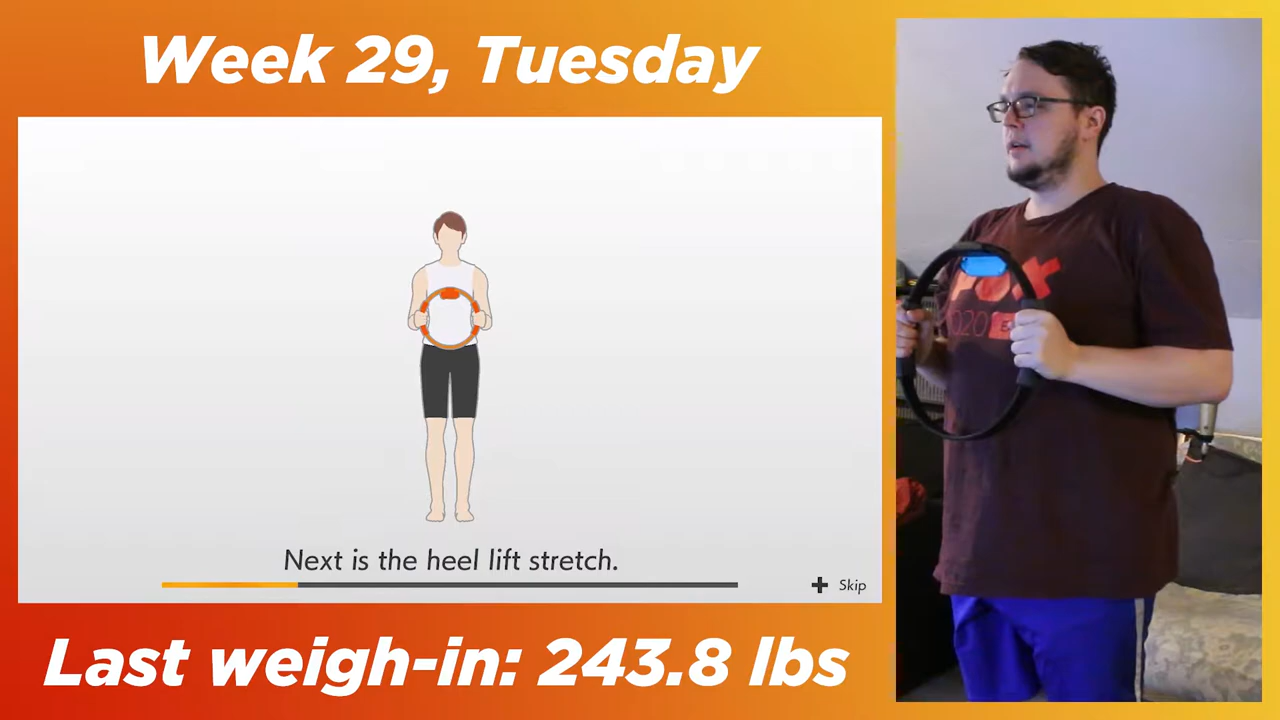 Week 29, Tuesday
Next is the heel lift stretch.
Skip
Last weigh-in: 243.8 lbs